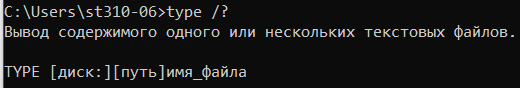 C:\Users\st310-06>type /?
Вывод содержимого одного или нескольких текстовых файлов.
TYPE [диск:][путь]имя_файла